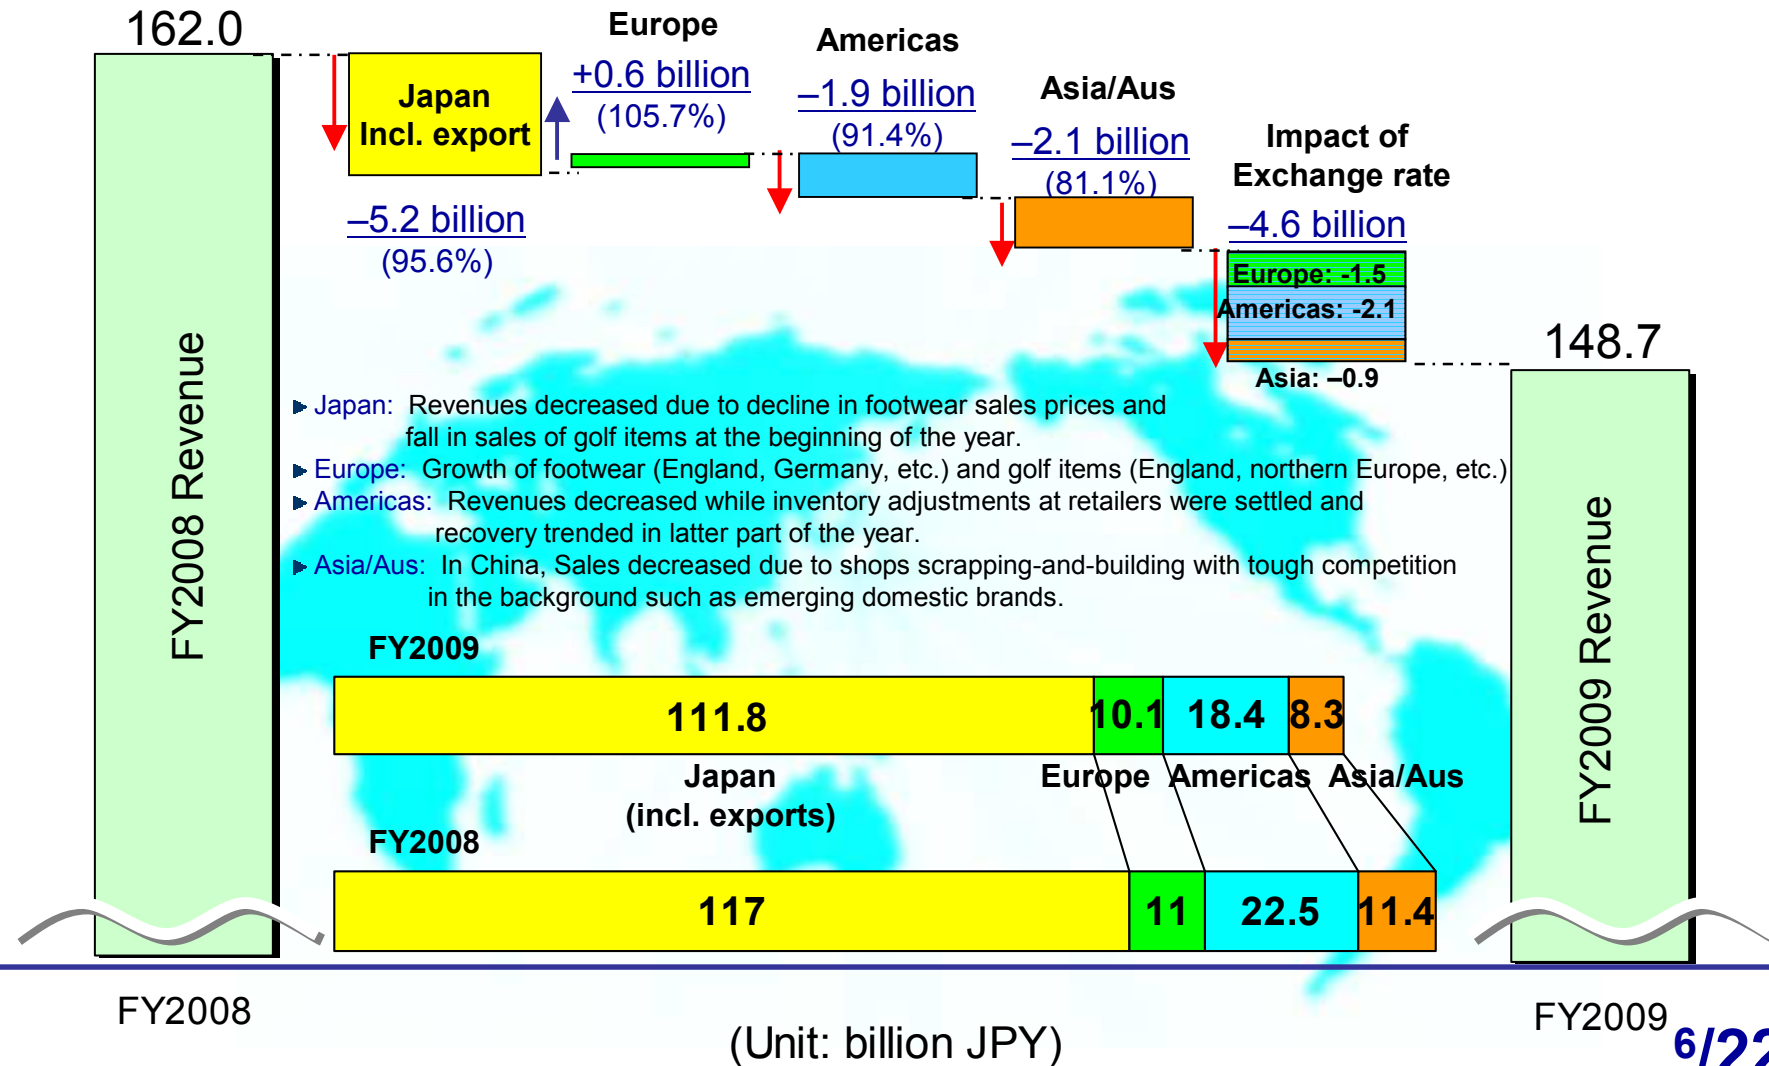 162.0
Japan
Incl. export
–5.2 billion
(95.6%)
Europe
+0.6 billion
(105.7%)
Americas
–1.9 billion
(91.4%)
Asia/Aus
–2.1 billion
(81.1%)
Impact of
Exchange rate
–4.6 billion
Europe: -1.5
Americas: -2.1
Asia: –0.9
148.7
FY2008 Revenue
FY2009 Revenue
Japan: Revenues decreased due to decline in footwear sales prices and
fall in sales of golf items at the beginning of the year.
Europe: Growth of footwear (England, Germany, etc.) and golf items (England, northern Europe, etc.)
Americas: Revenues decreased while inventory adjustments at retailers were settled and
recovery trended in latter part of the year.
Asia/Aus: In China, Sales decreased due to shops scrapping-and-building with tough competition
in the background such as emerging domestic brands.
FY2009
111.8 10.1 18.4 8.3
Japan Europe Americas Asia/Aus
(incl. exports)
FY2008
117 11 22.5 11.4
FY2008
FY2009
(Unit: billion JPY)
6/22